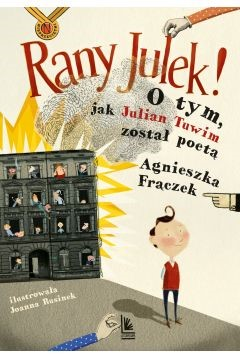 Rany Julek!
O tym,
jak Julian Tuwim
został poetą
Agnieszka
Frączek
ilustrowała
Joanna Rusinek